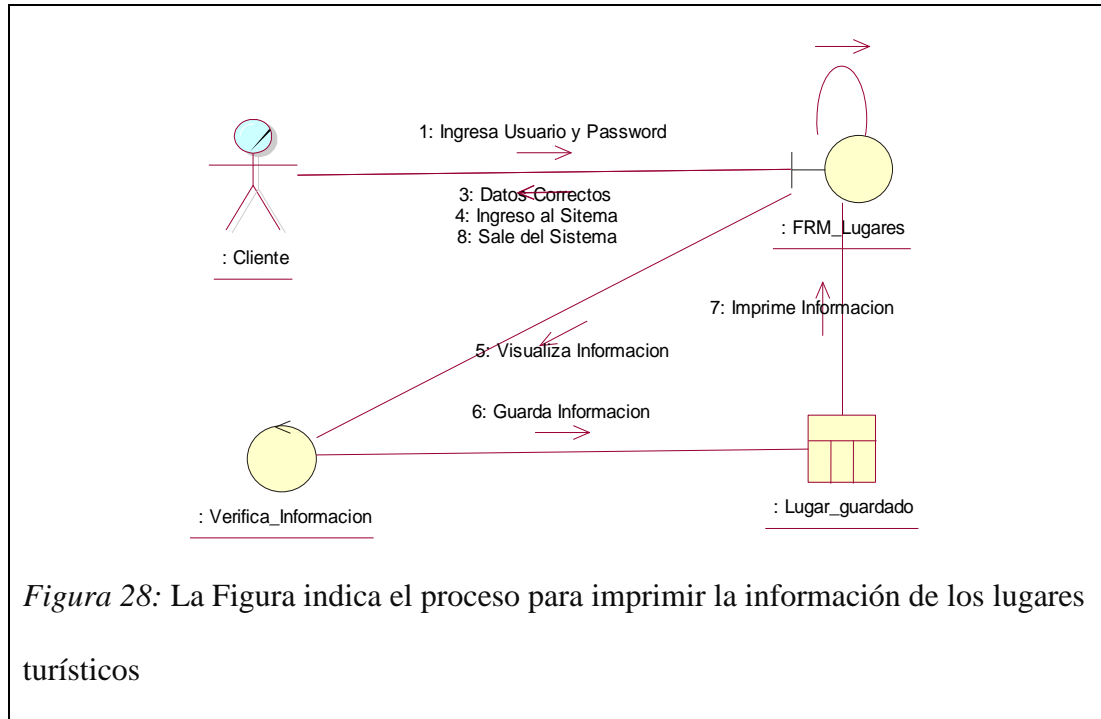 1: Ingresa Usuario y Password
3: Datos Correctos
4: Ingreso al Sitema
8: Sale del Sistema
: Cliente
: FRM_Lugares
7: Imprime Informacion
5: Visualiza Informacion
6: Guarda Informacion
: Verifica_Informacion
: Lugar_guardado
Figura 28: La Figura indica el proceso para imprimir la información de los lugares
turísticos